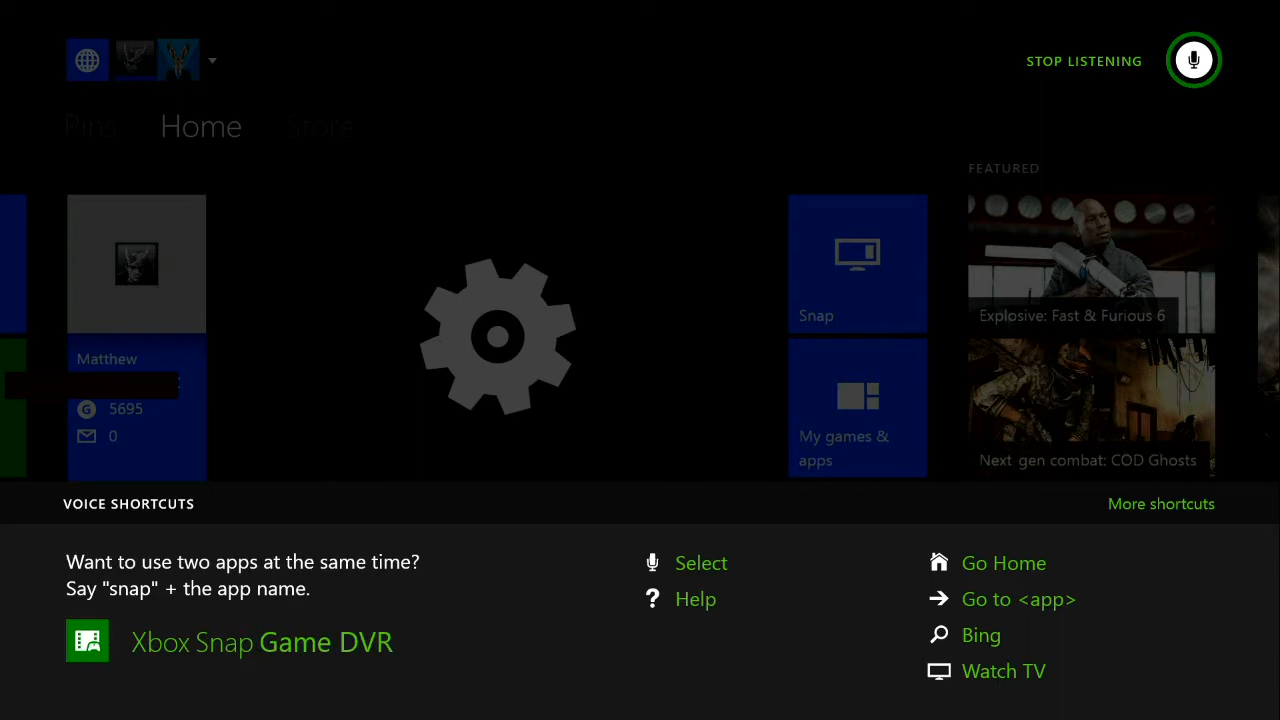 STOP LISTENING
Pins Home Store
FEATURED
Snap
Explosive: Fast & Furious 6
Matthew
G 5695
0
My games &
apps
Next gen combat: COD Ghosts
VOICE SHORTCUTS
More shortcuts
Want to use two apps at the same time?
Say "snap" + the app name.
Xbox Snap Game DVR
Select
? Help
Go Home
Go to <app>
Bing
Watch TV